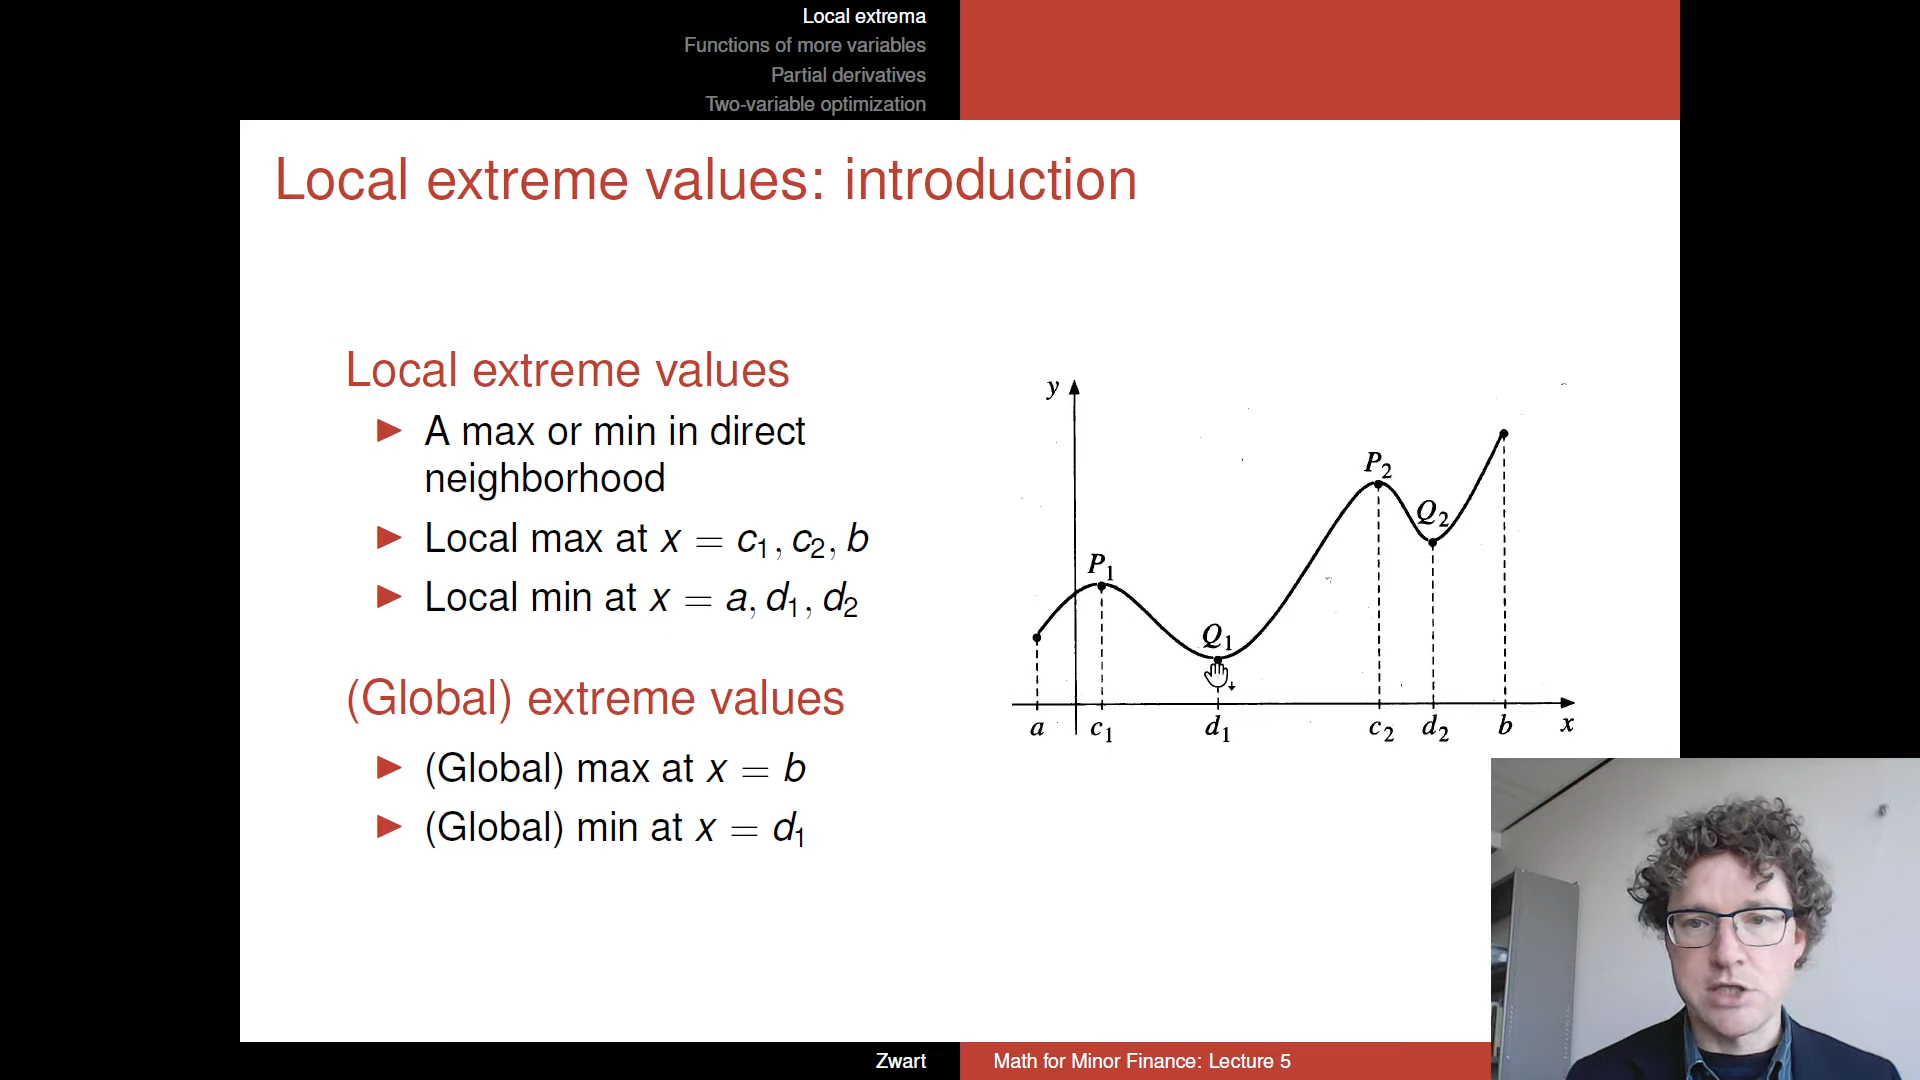 Local extrema
Functions of more variables
Partial derivatives
Two-variable optimization
Local extreme values: introduction
Local extreme values
▶ A max or min in direct
neighborhood
▶ Local max at x = c₁, c₂, b
▶ Local min at x = a, d₁, d₂
(Global) extreme values
▶ (Global) max at x = b
▶ (Global) min at x = d₁
y
P₂
Q₂
P₁
Q₁
a c₁ d₁ c₂ d₂ b x
Zwart Math for Minor Finance: Lecture 5